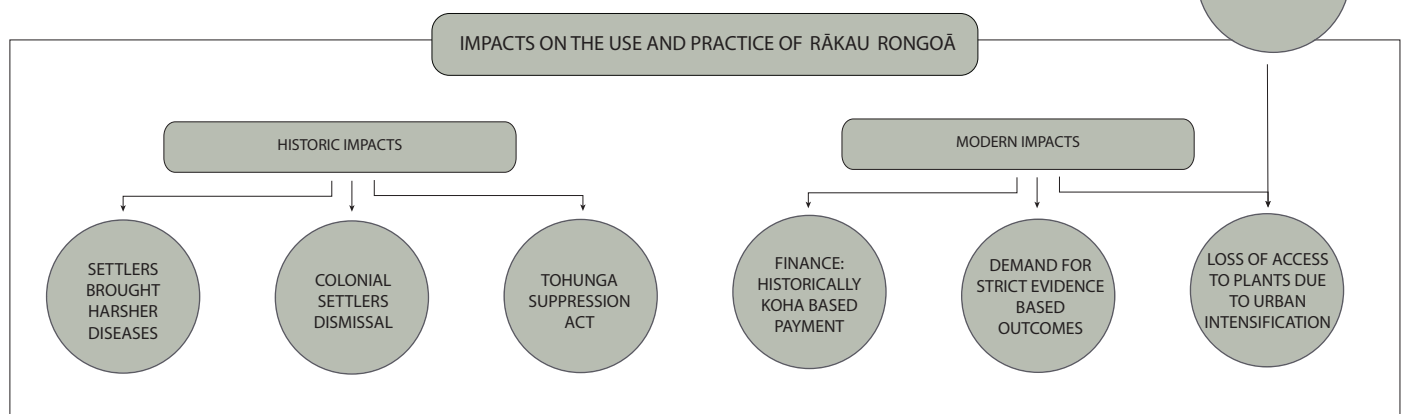 IMPACTS ON THE USE AND PRACTICE OF RĀKAU RONGOĀ
HISTORIC IMPACTS
MODERN IMPACTS
SETTLERS
BROUGHT
HARSHER
DISEASES
COLONIAL
SETTLERS
DISMISSAL
TOHUNGA
SUPPRESSION
ACT
FINANCE:
HISTORICALLY
KOHA BASED
PAYMENT
DEMAND FOR
STRICT EVIDENCE
BASED
OUTCOMES
LOSS OF ACCESS
TO PLANTS DUE
TO URBAN
INTENSIFICATION